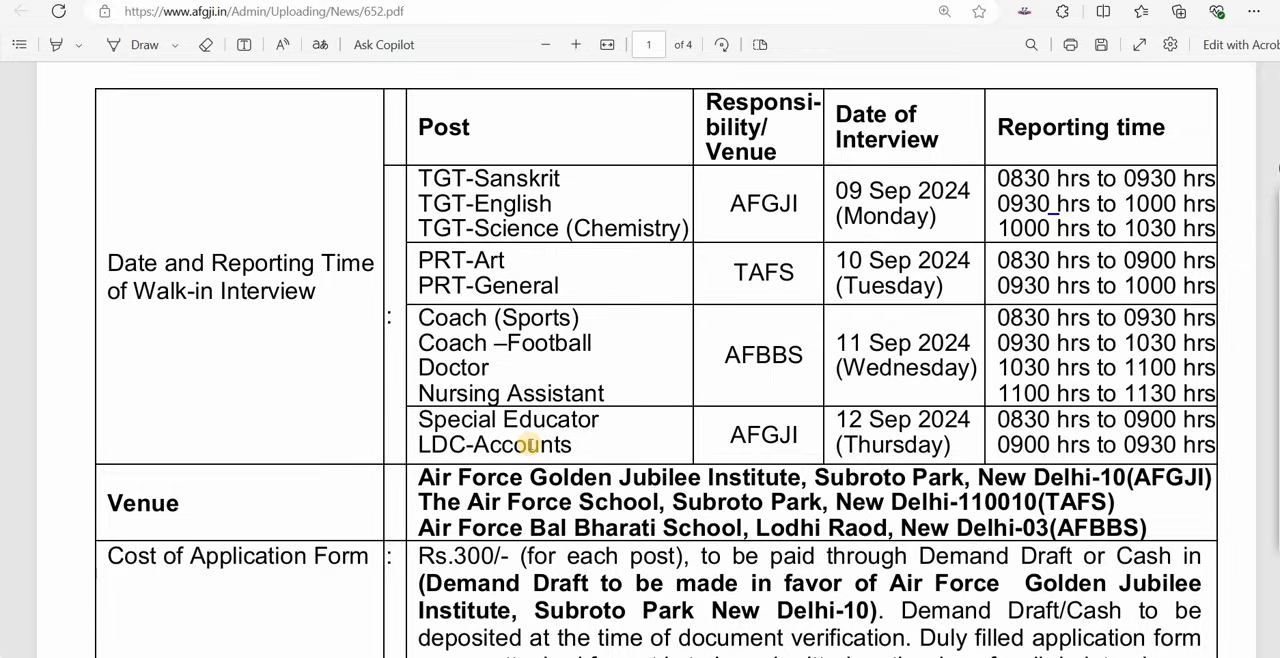 https://www.afgji.in/Admin/Uploading/News/652.pdf
Draw
Ask Copilot
1 of 4
Edit with Acrob
Post
Responsi-
bility/
Venue
Date of
Interview
Reporting time
Date and Reporting Time
of Walk-in Interview
:
TGT-Sanskrit
TGT-English
TGT-Science (Chemistry)
AFGJI
09 Sep 2024
(Monday)
0830 hrs to 0930 hrs
0930 hrs to 1000 hrs
1000 hrs to 1030 hrs
PRT-Art
PRT-General
TAFS
10 Sep 2024
(Tuesday)
0830 hrs to 0900 hrs
0930 hrs to 1000 hrs
Coach (Sports)
Coach –Football
Doctor
Nursing Assistant
AFBBS
11 Sep 2024
(Wednesday)
0830 hrs to 0930 hrs
0930 hrs to 1030 hrs
1030 hrs to 1100 hrs
1100 hrs to 1130 hrs
Special Educator
LDC-Accounts
AFGJI
12 Sep 2024
(Thursday)
0830 hrs to 0900 hrs
0900 hrs to 0930 hrs
Venue
Air Force Golden Jubilee Institute, Subroto Park, New Delhi-10(AFGJI)
The Air Force School, Subroto Park, New Delhi-110010(TAFS)
Air Force Bal Bharati School, Lodhi Raod, New Delhi-03(AFBBS)
Cost of Application Form :
Rs.300/- (for each post), to be paid through Demand Draft or Cash in
(Demand Draft to be made in favor of Air Force Golden Jubilee
Institute, Subroto Park New Delhi-10). Demand Draft/Cash to be
deposited at the time of document verification. Duly filled application form